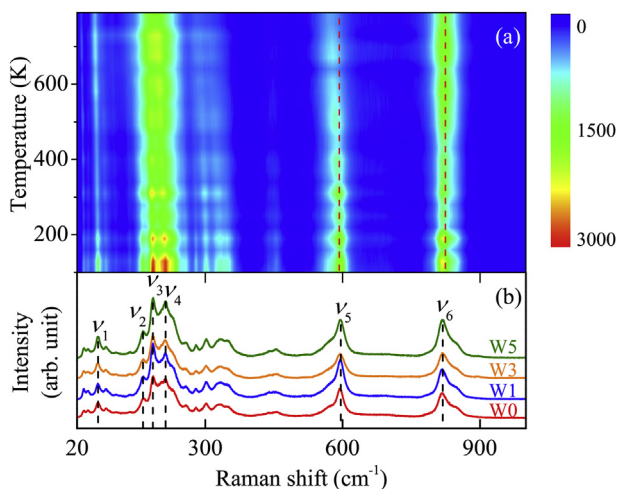 (a)
Temperature (K)
600
400
200
0
1500
3000
(b)
Intensity
(arb. unit)
ν1
ν2
ν3
ν4
ν5
ν6
W5
W3
W1
W0
20
300
600
900
Raman shift (cm-1)